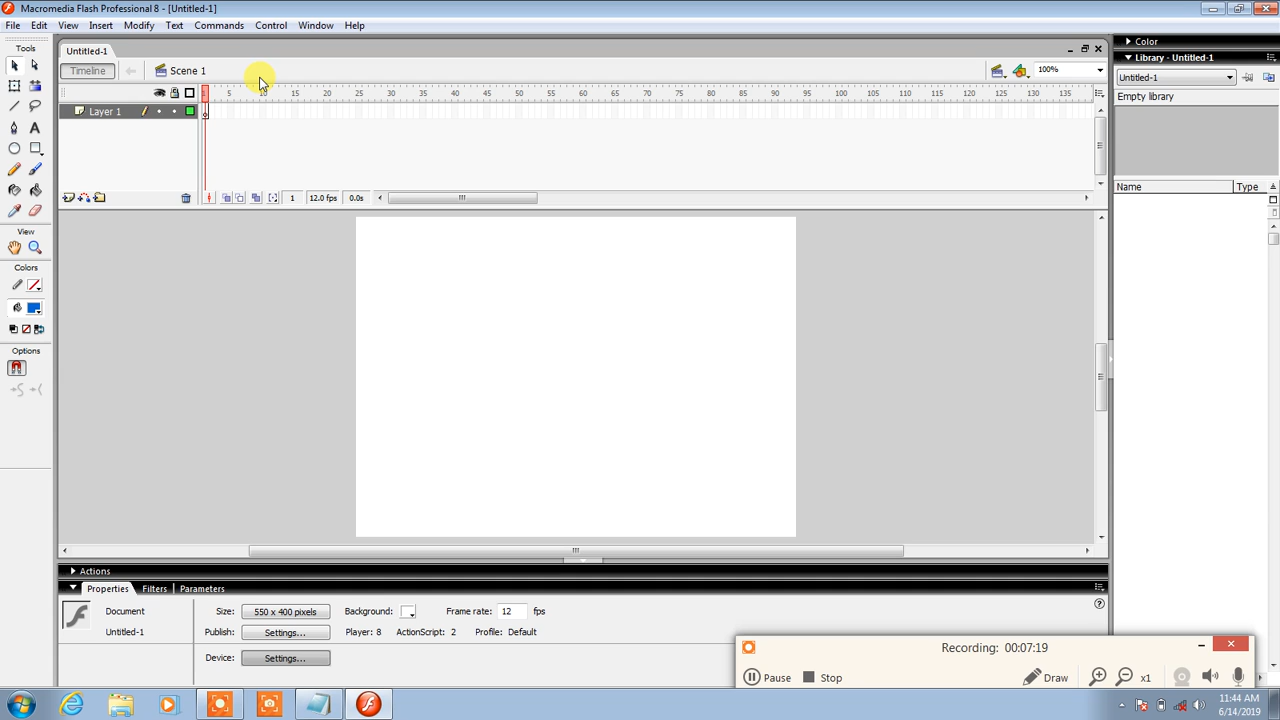 Macromedia Flash Professional 8 - [Untitled-1]
File Edit View Insert Modify Text Commands Control Window Help
Tools
Untitled-1
Timeline
Scene 1
100%
5 10 15 20 25 30 35 40 45 50 55 60 65 70 75 80 85 90 95 100 105 110 115 120 125 130 135
Layer 1
1 12.0 fps 0.0s
View
Colors
Options
Color
Library - Untitled-1
Untitled-1
Empty library
Name Type
Actions
Properties Filters Parameters
Document
Untitled-1
Size: 550 x 400 pixels Background: Frame rate: 12 fps
Publish: Settings... Player: 8 ActionScript: 2 Profile: Default
Device: Settings...
Recording: 00:07:19
Pause Stop Draw x1
11:44 AM
6/14/2019